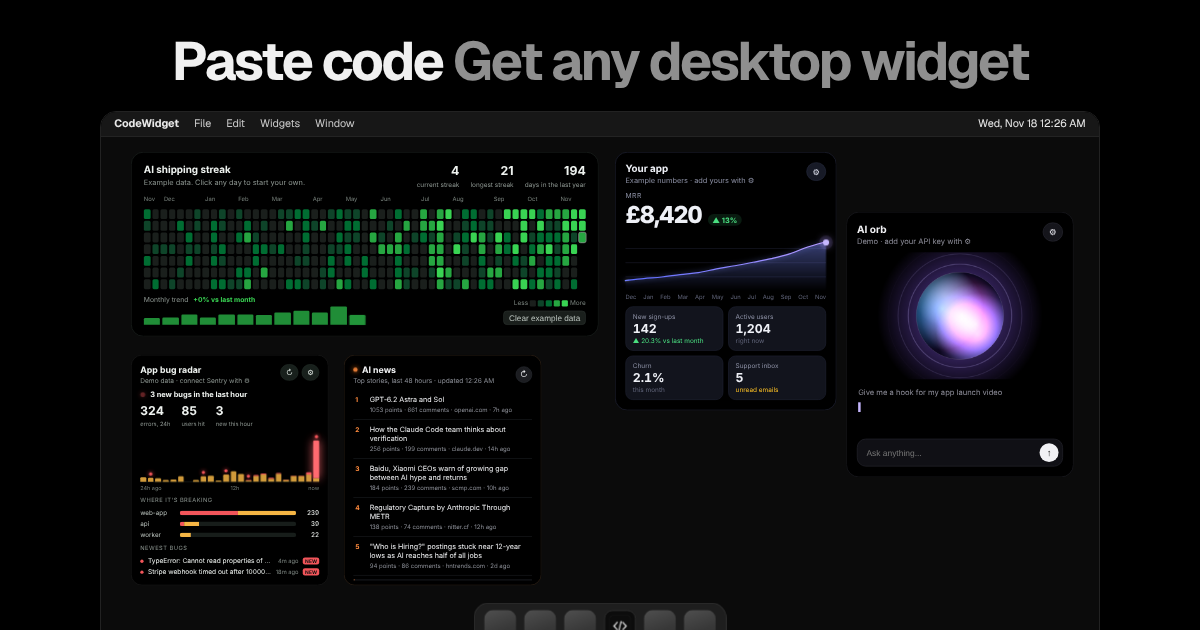 Paste code Get any desktop widget
CodeWidget File Edit Widgets Window
Wed, Nov 18 12:26 AM
AI shipping streak
Example data. Click any day to start your own.
4
current streak
21
longest streak
194
days in the last year
Nov Dec Jan Feb Mar Apr May Jun Jul Aug Sep Oct Nov
Monthly trend +0% vs last month
Less More
Clear example data
Your app
Example numbers · add yours with ⚙
MRR
£8,420 ▲ 13%
Dec Jan Feb Mar Apr May Jun Jul Aug Sep Oct Nov
New sign-ups
142
▲ 20.3% vs last month
Active users
1,204
right now
Churn
2.1%
this month
Support inbox
5
unread emails
AI orb
Demo · add your API key with ⚙
Give me a hook for my app launch video
Ask anything...
App bug radar
Demo data · connect Sentry with ⚙
3 new bugs in the last hour
324
errors, 24h
85
users hit
3
new this hour
24h ago 12h now
WHERE IT'S BREAKING
web-app 239
api 39
worker 22
NEWEST BUGS
TypeError: Cannot read properties of ... 4m ago NEW
Stripe webhook timed out after 10000... 18m ago NEW
AI news
Top stories, last 48 hours · updated 12:26 AM
1 GPT-6.2 Astra and Sol
1053 points · 661 comments · openai.com · 7h ago
2 How the Claude Code team thinks about
verification
256 points · 199 comments · claude.dev · 14h ago
3 Baidu, Xiaomi CEOs warn of growing gap
between AI hype and returns
184 points · 239 comments · scmp.com · 10h ago
4 Regulatory Capture by Anthropic Through
METR
138 points · 74 comments · nitter.cf · 12h ago
5 "Who is Hiring?" postings stuck near 12-year
lows as AI reaches half of all jobs
94 points · 86 comments · hntrends.com · 2d ago